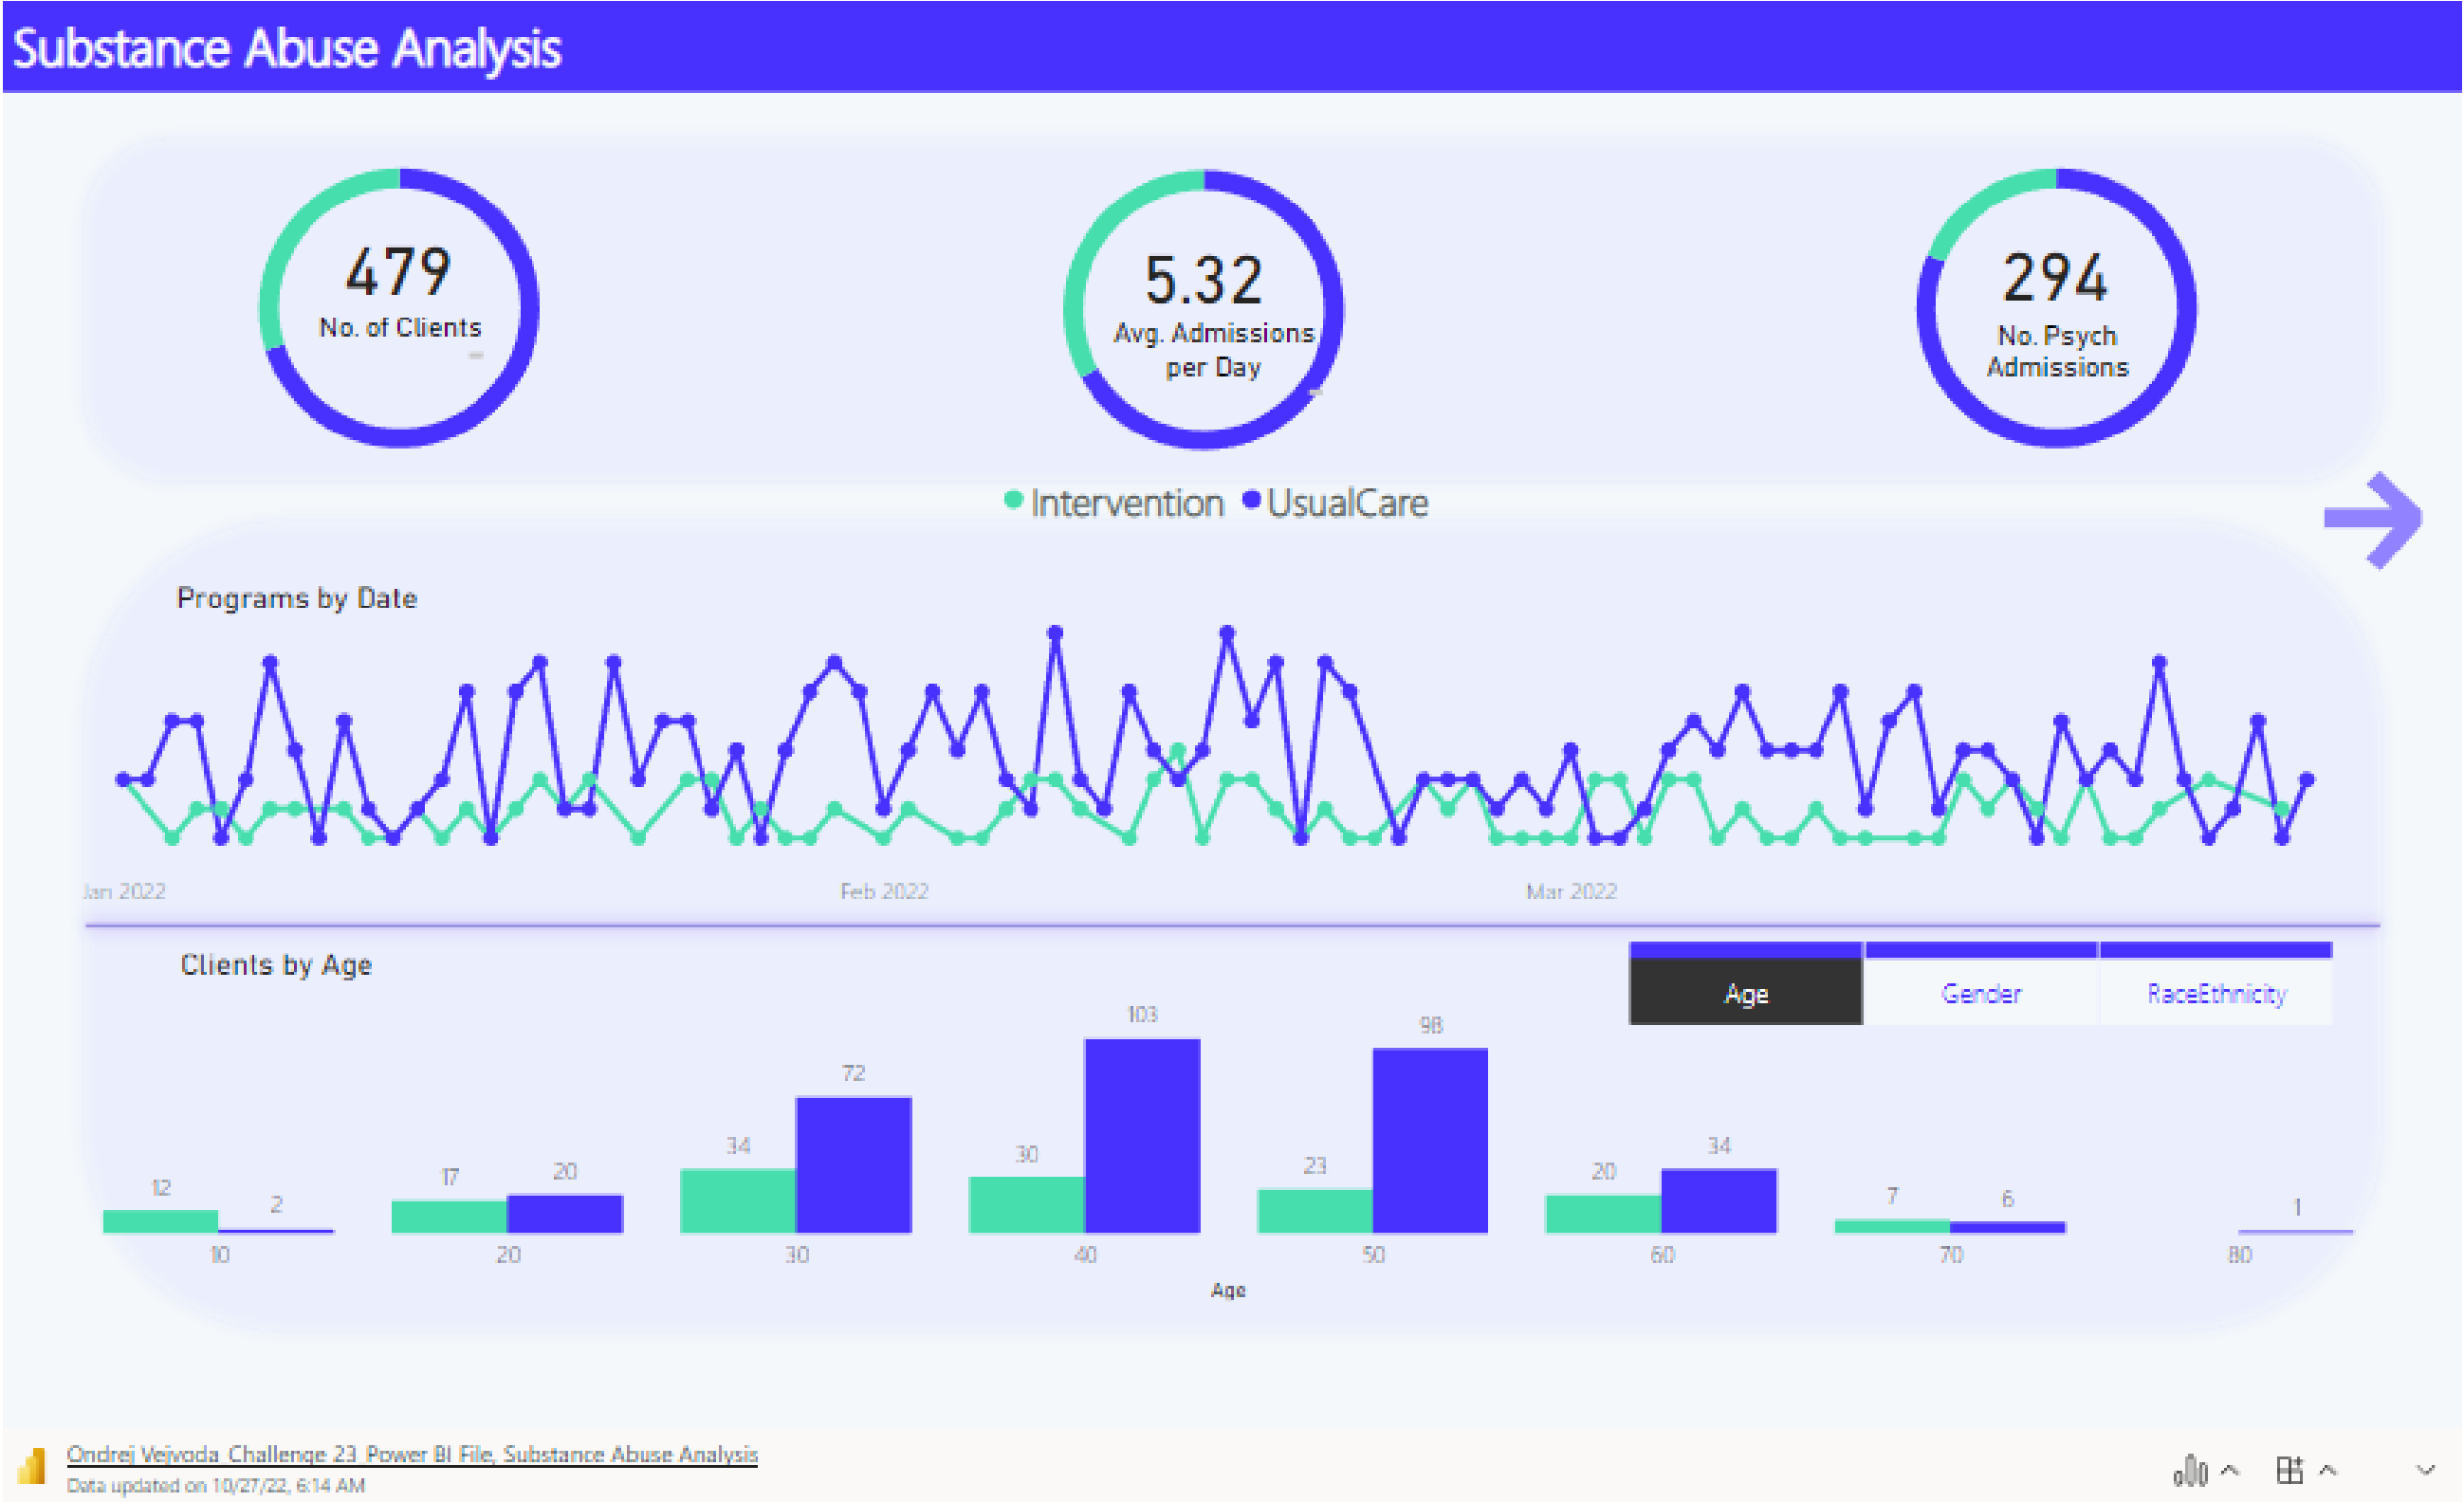 Substance Abuse Analysis
479
No. of Clients
5.32
Avg. Admissions
per Day
294
No. Psych
Admissions
Intervention UsualCare
Programs by Date
Jan 2022 Feb 2022 Mar 2022
Clients by Age
Age Gender RaceEthnicity
12 2 17 20 34 72 30 103 23 98 20 34 7 6 1
10 20 30 40 50 60 70 80
Age
Ondrej Vejvoda Challenge 23 Power BI File, Substance Abuse Analysis
Data updated on 10/27/22, 6:14 AM